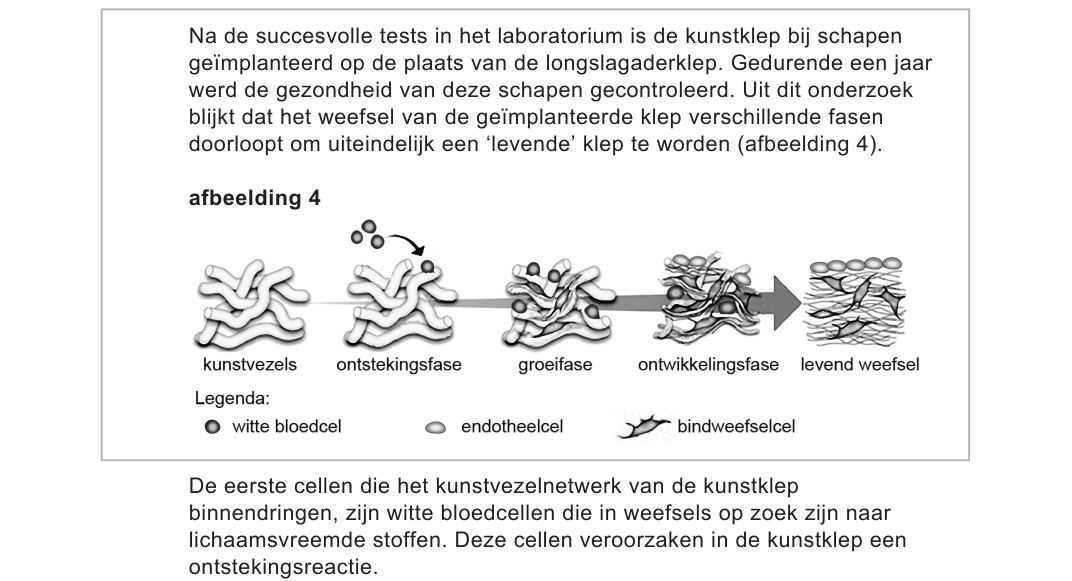 Na de succesvolle tests in het laboratorium is de kunstklep bij schapen
geïmplanteerd op de plaats van de longslagaderklep. Gedurende een jaar
werd de gezondheid van deze schapen gecontroleerd. Uit dit onderzoek
blijkt dat het weefsel van de geïmplanteerde klep verschillende fasen
doorloopt om uiteindelijk een ‘levende’ klep te worden (afbeelding 4).
afbeelding 4
kunstvezels ontstekingsfase groeifase ontwikkelingsfase levend weefsel
Legenda:
witte bloedcel endotheelcel bindweefselcel
De eerste cellen die het kunstvezelnetwerk van de kunstklep
binnendringen, zijn witte bloedcellen die in weefsels op zoek zijn naar
lichaamsvreemde stoffen. Deze cellen veroorzaken in de kunstklep een
ontstekingsreactie.